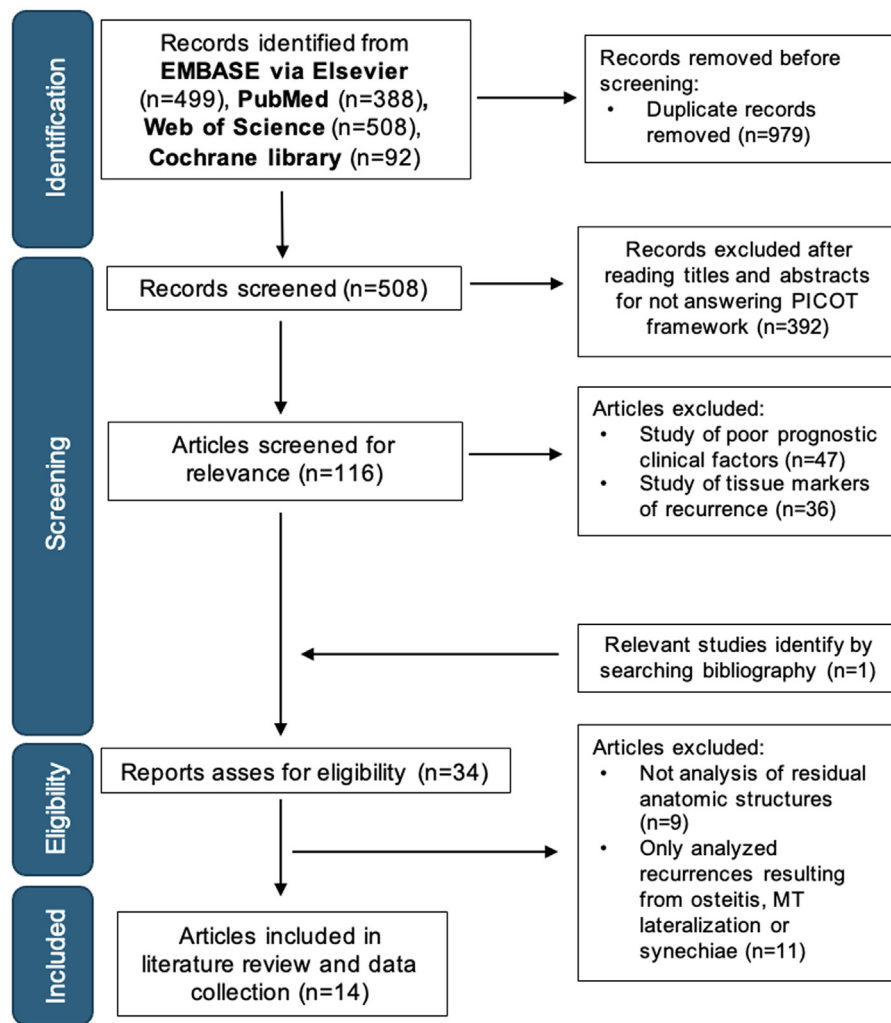 Identification
Records identified from
EMBASE via Elsevier
(n=499), PubMed (n=388),
Web of Science (n=508),
Cochrane library (n=92)
Records removed before
screening:
• Duplicate records
removed (n=979)
Screening
Records screened (n=508)
Records excluded after
reading titles and abstracts
for not answering PICOT
framework (n=392)
Articles screened for
relevance (n=116)
Articles excluded:
• Study of poor prognostic
clinical factors (n=47)
• Study of tissue markers
of recurrence (n=36)
Relevant studies identify by
searching bibliography (n=1)
Eligibility
Reports asses for eligibility (n=34)
Articles excluded:
• Not analysis of residual
anatomic structures
(n=9)
• Only analyzed
recurrences resulting
from osteitis, MT
lateralization or
synechiae (n=11)
Included
Articles included in
literature review and data
collection (n=14)